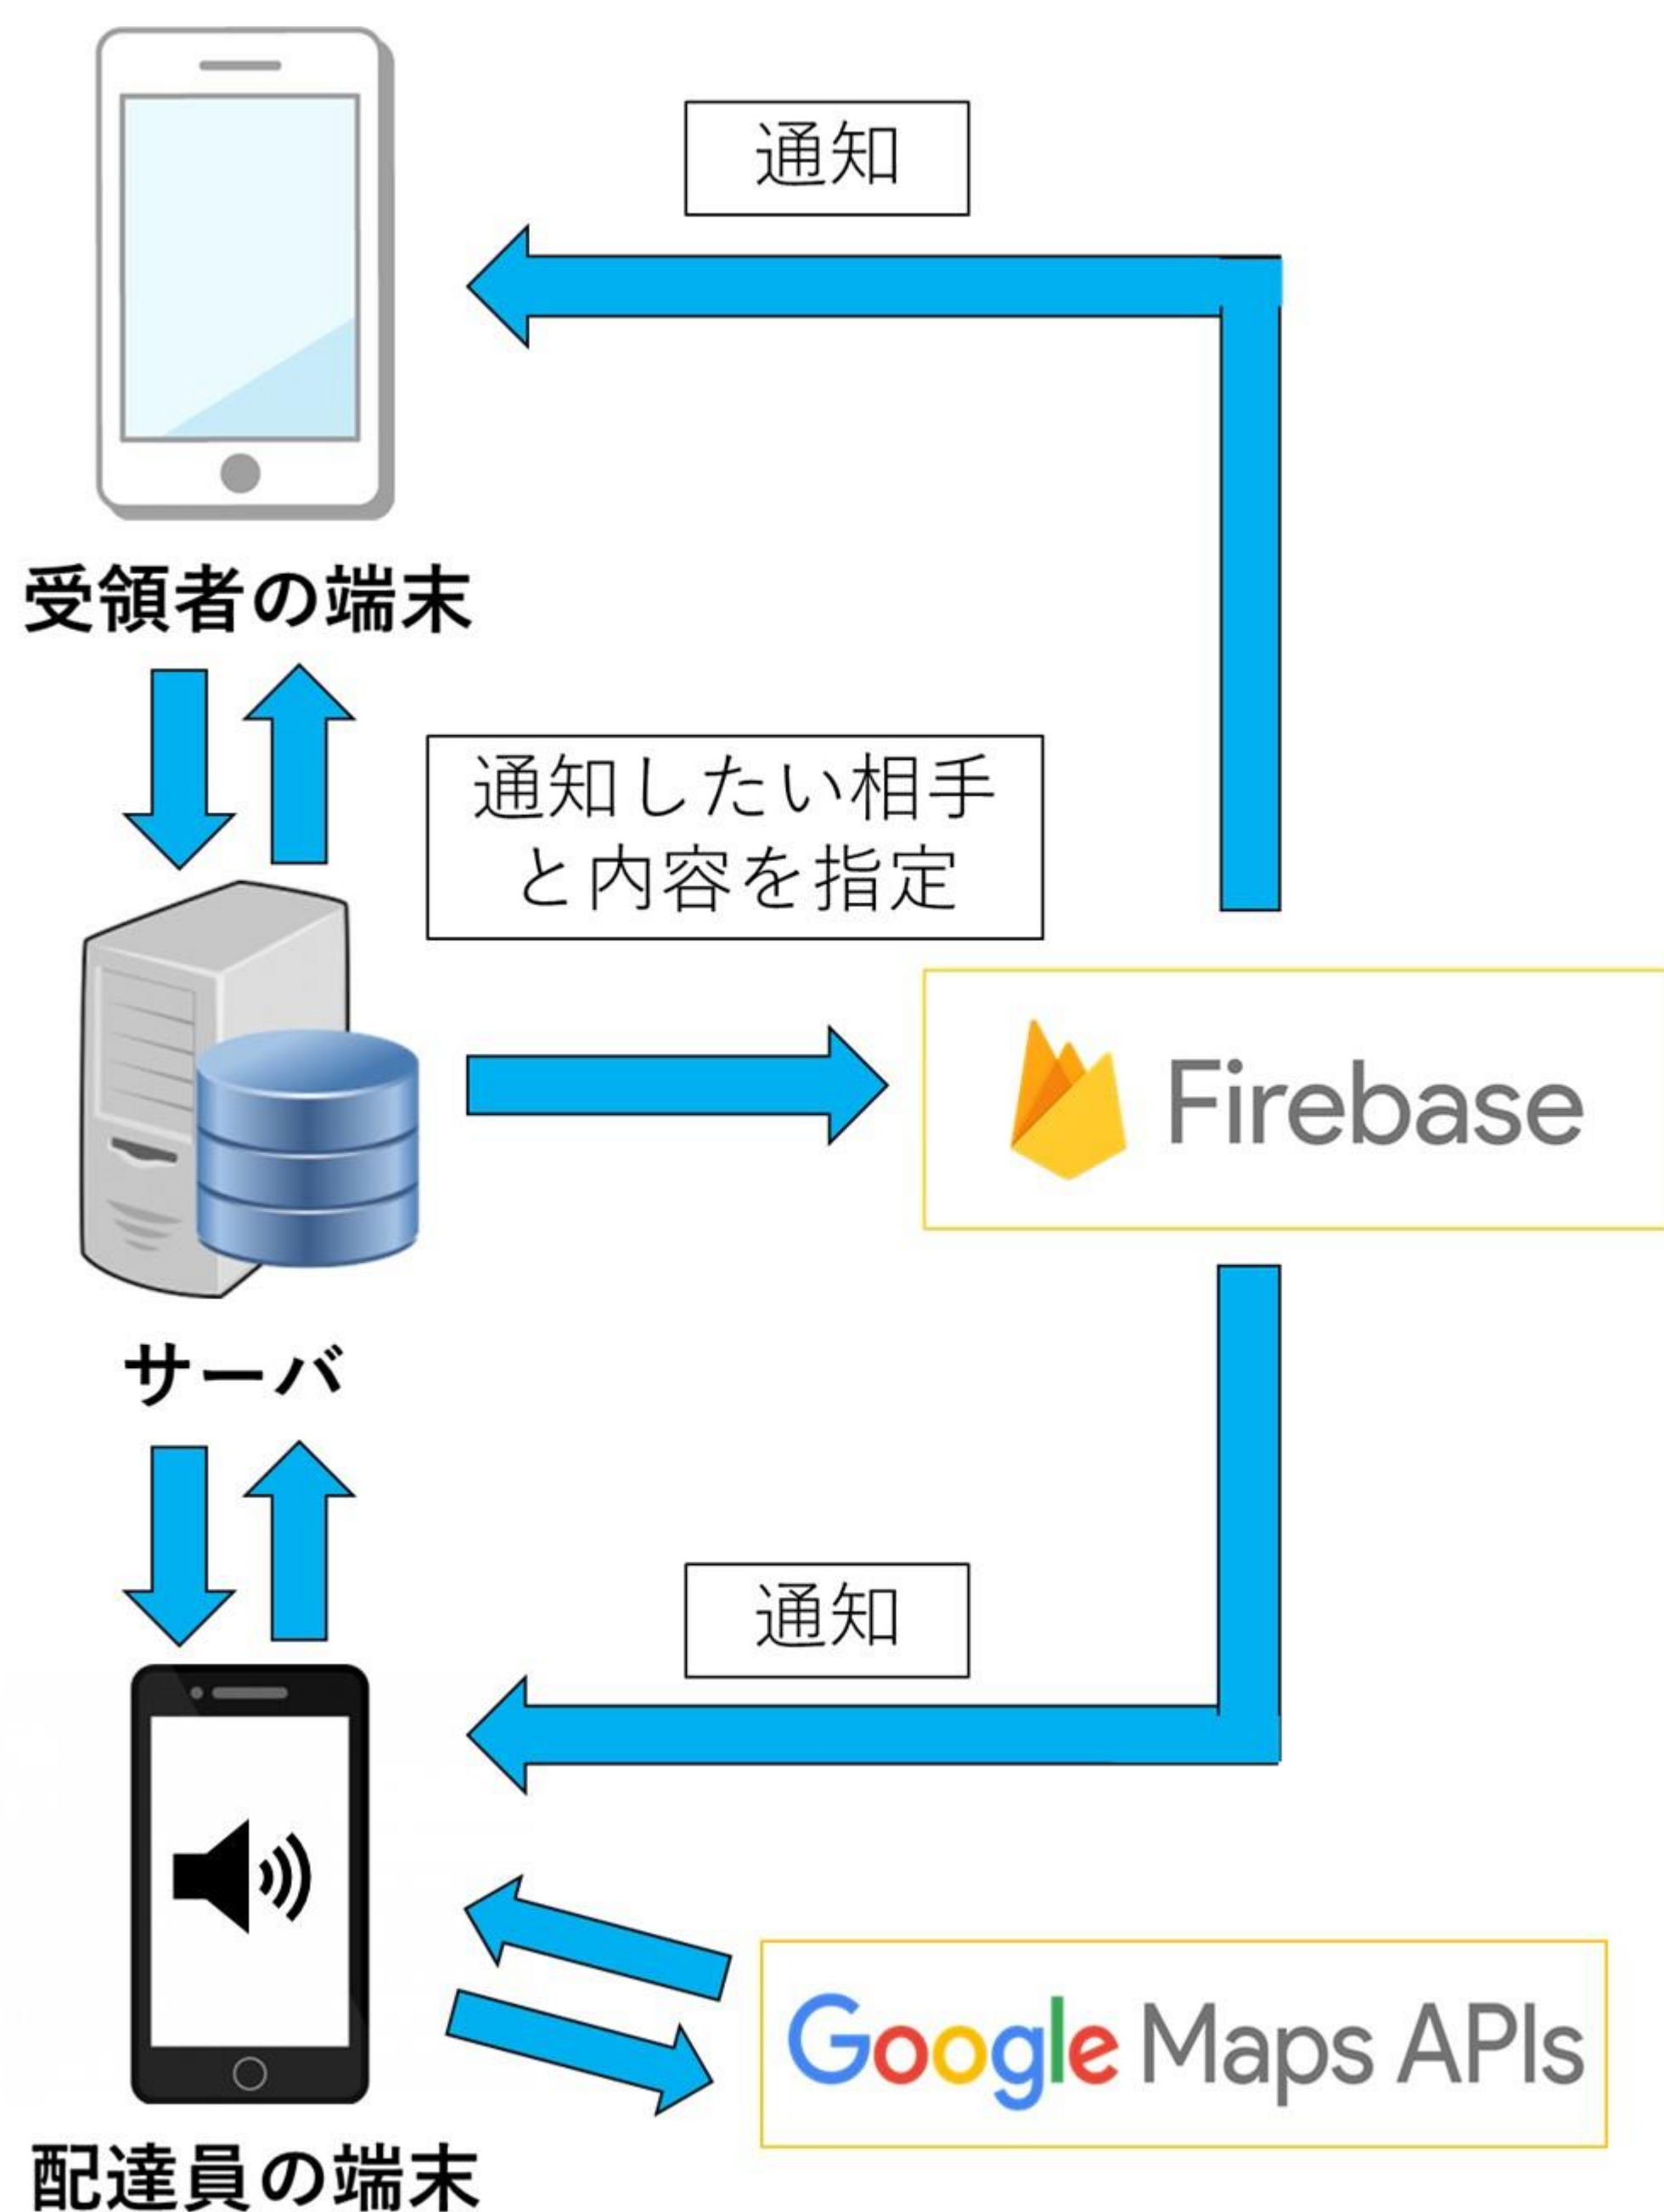 通知
受領者の端末
通知したい相手
と内容を指定
Firebase
サーバ
通知
Google Maps APIs
配達員の端末